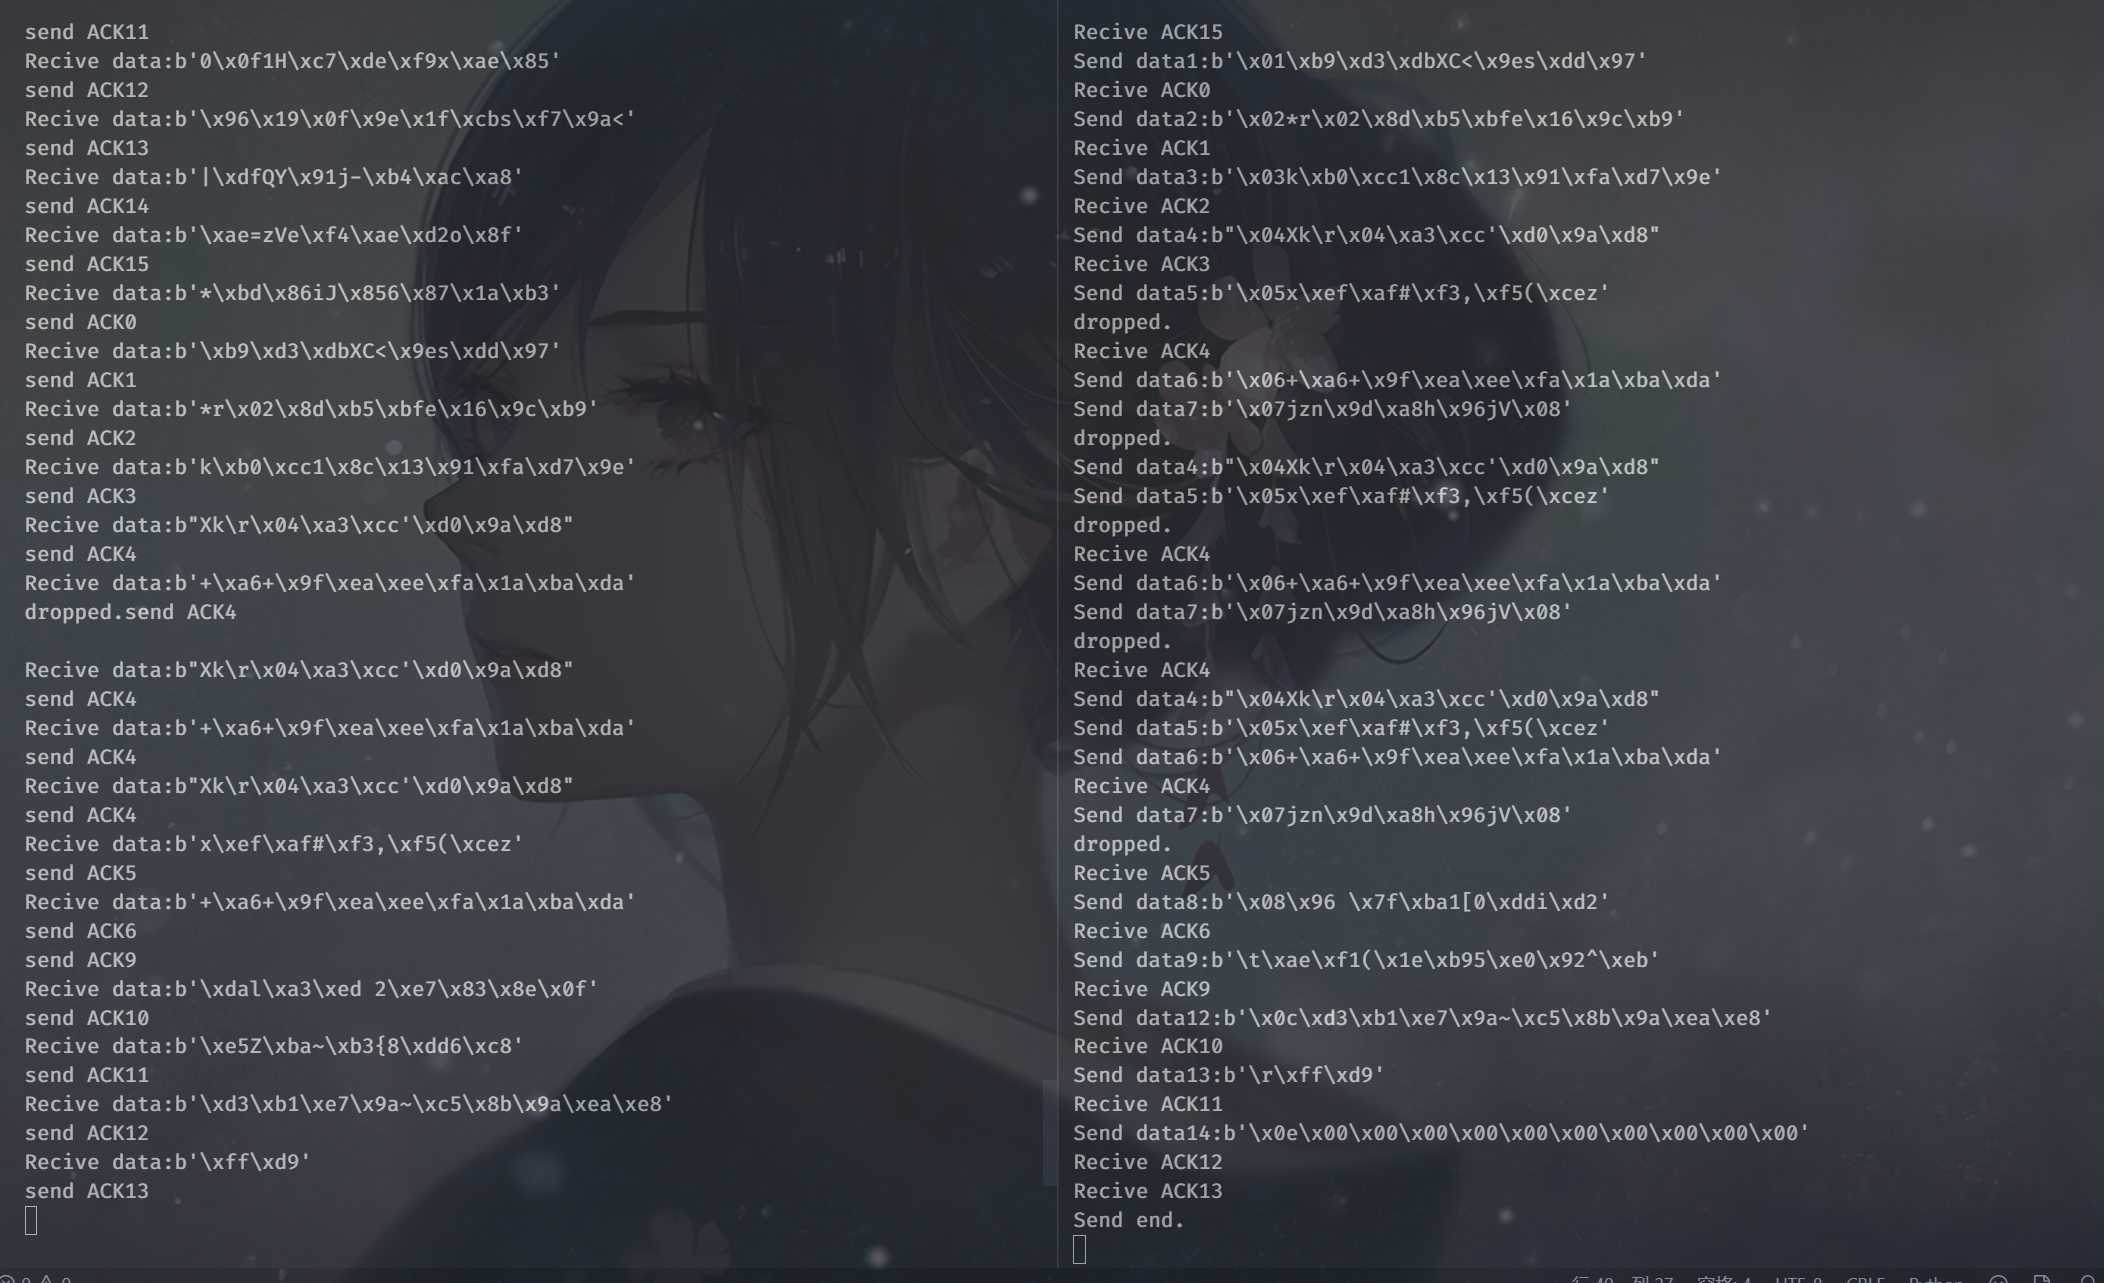 send ACK11
Recive data:b'0\x0f1H\xc7\xde\xf9x\xae\x85'
send ACK12
Recive data:b'\x96\x19\x0f\x9e\x1f\xcbs\xf7\x9a<'
send ACK13
Recive data:b'|\xdfQY\x91j-\xb4\xac\xa8'
send ACK14
Recive data:b'\xae=zVe\xf4\xae\xd2o\x8f'
send ACK15
Recive data:b'*\xbd\x86iJ\x856\x87\x1a\xb3'
send ACK0
Recive data:b'\xb9\xd3\xdbXC<\x9es\xdd\x97'
send ACK1
Recive data:b'*r\x02\x8d\xb5\xbfe\x16\x9c\xb9'
send ACK2
Recive data:b'k\xb0\xcc1\x8c\x13\x91\xfa\xd7\x9e'
send ACK3
Recive data:b"Xk\r\x04\xa3\xcc'\xd0\x9a\xd8"
send ACK4
Recive data:b'+\xa6+\x9f\xea\xee\xfa\x1a\xba\xda'
dropped.send ACK4
Recive data:b"Xk\r\x04\xa3\xcc'\xd0\x9a\xd8"
send ACK4
Recive data:b'+\xa6+\x9f\xea\xee\xfa\x1a\xba\xda'
send ACK4
Recive data:b"Xk\r\x04\xa3\xcc'\xd0\x9a\xd8"
send ACK4
Recive data:b'x\xef\xaf#\xf3,\xf5(\xcez'
send ACK5
Recive data:b'+\xa6+\x9f\xea\xee\xfa\x1a\xba\xda'
send ACK6
send ACK9
Recive data:b'\xdal\xa3\xed 2\xe7\x83\x8e\x0f'
send ACK10
Recive data:b'\xe5Z\xba~\xb3{8\xdd6\xc8'
send ACK11
Recive data:b'\xd3\xb1\xe7\x9a~\xc5\x8b\x9a\xea\xe8'
send ACK12
Recive data:b'\xff\xd9'
send ACK13
Recive ACK15
Send data1:b'\x01\xb9\xd3\xdbXC<\x9es\xdd\x97'
Recive ACK0
Send data2:b'\x02*r\x02\x8d\xb5\xbfe\x16\x9c\xb9'
Recive ACK1
Send data3:b'\x03k\xb0\xcc1\x8c\x13\x91\xfa\xd7\x9e'
Recive ACK2
Send data4:b"\x04Xk\r\x04\xa3\xcc'\xd0\x9a\xd8"
Recive ACK3
Send data5:b'\x05x\xef\xaf#\xf3,\xf5(\xcez'
dropped.
Recive ACK4
Send data6:b'\x06+\xa6+\x9f\xea\xee\xfa\x1a\xba\xda'
Send data7:b'\x07jzn\x9d\xa8h\x96jV\x08'
dropped.
Send data4:b"\x04Xk\r\x04\xa3\xcc'\xd0\x9a\xd8"
Send data5:b'\x05x\xef\xaf#\xf3,\xf5(\xcez'
dropped.
Recive ACK4
Send data6:b'\x06+\xa6+\x9f\xea\xee\xfa\x1a\xba\xda'
Send data7:b'\x07jzn\x9d\xa8h\x96jV\x08'
dropped.
Recive ACK4
Send data4:b"\x04Xk\r\x04\xa3\xcc'\xd0\x9a\xd8"
Send data5:b'\x05x\xef\xaf#\xf3,\xf5(\xcez'
Send data6:b'\x06+\xa6+\x9f\xea\xee\xfa\x1a\xba\xda'
Recive ACK4
Send data7:b'\x07jzn\x9d\xa8h\x96jV\x08'
dropped.
Recive ACK5
Send data8:b'\x08\x96 \x7f\xba1[0\xddi\xd2'
Recive ACK6
Send data9:b'\t\xae\xf1(\x1e\xb95\xe0\x92^\xeb'
Recive ACK9
Send data12:b'\x0c\xd3\xb1\xe7\x9a~\xc5\x8b\x9a\xea\xe8'
Recive ACK10
Send data13:b'\r\xff\xd9'
Recive ACK11
Send data14:b'\x0e\x00\x00\x00\x00\x00\x00\x00\x00\x00\x00'
Recive ACK12
Recive ACK13
Send end.